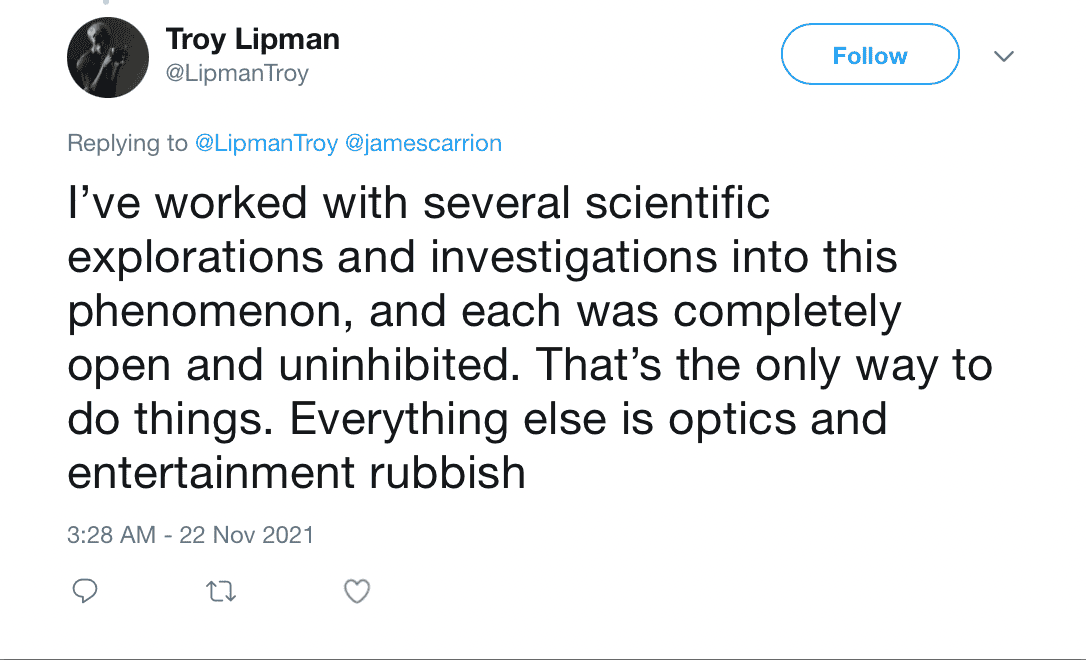 Troy Lipman
@LipmanTroy
Follow
Replying to @LipmanTroy @jamescarrion
I’ve worked with several scientific
explorations and investigations into this
phenomenon, and each was completely
open and uninhibited. That’s the only way to
do things. Everything else is optics and
entertainment rubbish
3:28 AM - 22 Nov 2021